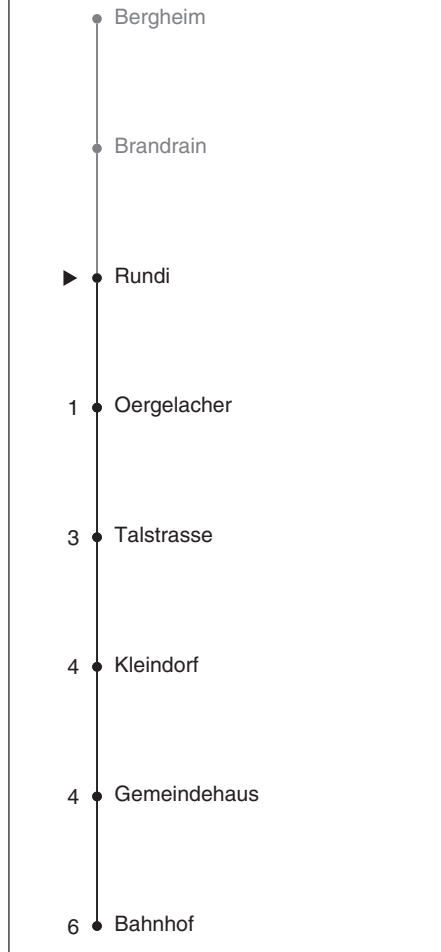 Bergheim
Brandrain
Rundi
1 Oergelacher
3 Talstrasse
4 Kleindorf
4 Gemeindehaus
6 Bahnhof